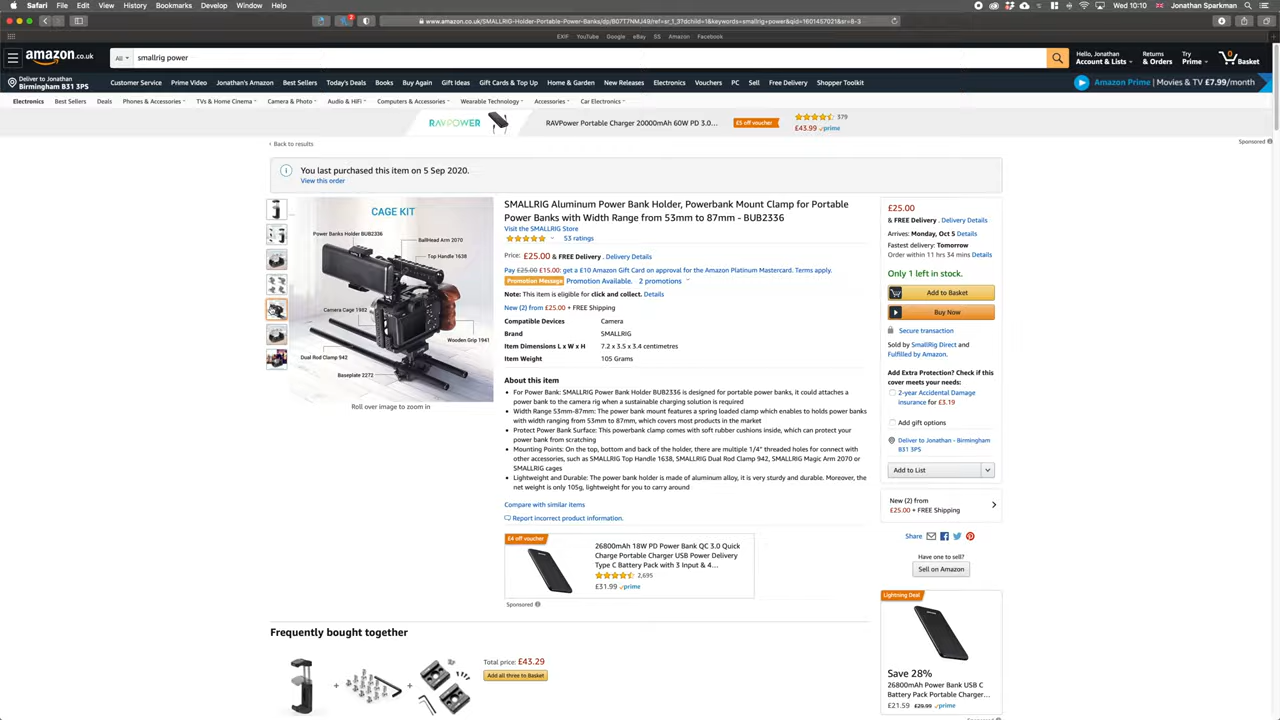 Safari File Edit View History Bookmarks Develop Window Help
Wed 10:10 Jonathan Sparkman
www.amazon.co.uk/SMALLRIG-Holder-Portable-Power-Banks/dp/B07T7NMJ49/ref=sr_1_3?dchild=1&keywords=smallrig+power&qid=1601457021&sr=8-3
EXIF YouTube Google eBay SS Amazon Facebook
amazon.co.uk
All smallrig power
Hello, Jonathan
Account & Lists
Returns
& Orders
Try
Prime
0
Basket
Deliver to Jonathan
Birmingham B31 3PS
Customer Service Prime Video Jonathan's Amazon Best Sellers Today's Deals Books Buy Again Gift Ideas Gift Cards & Top Up Home & Garden New Releases Electronics Vouchers PC Sell Free Delivery Shopper Toolkit
Amazon Prime | Movies & TV £7.99/month
Electronics Best Sellers Deals Phones & Accessories TVs & Home Cinema Camera & Photo Audio & HiFi Computers & Accessories Wearable Technology Accessories Car Electronics
RAVPOWER RAVPower Portable Charger 20000mAh 60W PD 3.0... £5 off voucher 379
£43.99 prime
Sponsored
‹ Back to results
You last purchased this item on 5 Sep 2020.
View this order
CAGE KIT
Power Banks Holder BUB2336
BallHead Arm 2070
Top Handle 1638
Camera Cage 1982
Wooden Grip 1941
Dual Rod Clamp 942
Baseplate 2272
Roll over image to zoom in
SMALLRIG Aluminum Power Bank Holder, Powerbank Mount Clamp for Portable
Power Banks with Width Range from 53mm to 87mm - BUB2336
Visit the SMALLRIG Store
53 ratings
Price: £25.00 & FREE Delivery. Delivery Details
Pay £25.00 £15.00: get a £10 Amazon Gift Card on approval for the Amazon Platinum Mastercard. Terms apply.
Promotion Message Promotion Available. 2 promotions
Note: This item is eligible for click and collect. Details
New (2) from £25.00 + FREE Shipping
Compatible Devices Camera
Brand SMALLRIG
Item Dimensions L x W x H 7.2 x 3.5 x 3.4 centimetres
Item Weight 105 Grams
About this item
• For Power Bank: SMALLRIG Power Bank Holder BUB2336 is designed for portable power banks, it could attaches a
power bank to the camera rig when a sustainable charging solution is required
• Width Range 53mm-87mm: The power bank mount features a spring loaded clamp which enables to holds power banks
with width ranging from 53mm to 87mm, which covers most products in the market
• Protect Power Bank Surface: This powerbank clamp comes with soft rubber cushions inside, which can protect your
power bank from scratching
• Mounting Points: On the top, bottom and back of the holder, there are multiple 1/4" threaded holes for connect with
other accessories, such as SMALLRIG Top Handle 1638, SMALLRIG Dual Rod Clamp 942, SMALLRIG Magic Arm 2070 or
SMALLRIG cages
• Lightweight and Durable: The power bank holder is made of aluminum alloy, it is very sturdy and durable. Moreover, the
net weight is only 105g, lightweight for you to carry around
Compare with similar items
Report incorrect product information.
£4 off voucher
26800mAh 18W PD Power Bank QC 3.0 Quick
Charge Portable Charger USB Power Delivery
Type C Battery Pack with 3 Input & 4...
2,695
£31.99 prime
Sponsored
Frequently bought together
Total price: £43.29
Add all three to Basket
£25.00
& FREE Delivery. Delivery Details
Arrives: Monday, Oct 5 Details
Fastest delivery: Tomorrow
Order within 11 hrs 34 mins Details
Only 1 left in stock.
Add to Basket
Buy Now
Secure transaction
Sold by SmallRig Direct and
Fulfilled by Amazon.
Add Extra Protection? Check if this
cover meets your needs:
2-year Accidental Damage
insurance for £3.19
Add gift options
Deliver to Jonathan - Birmingham
B31 3PS
Add to List
New (2) from
£25.00 + FREE Shipping
Share
Have one to sell?
Sell on Amazon
Lightning Deal
Save 28%
26800mAh Power Bank USB C
Battery Pack Portable Charger...
£21.59 £29.99 prime